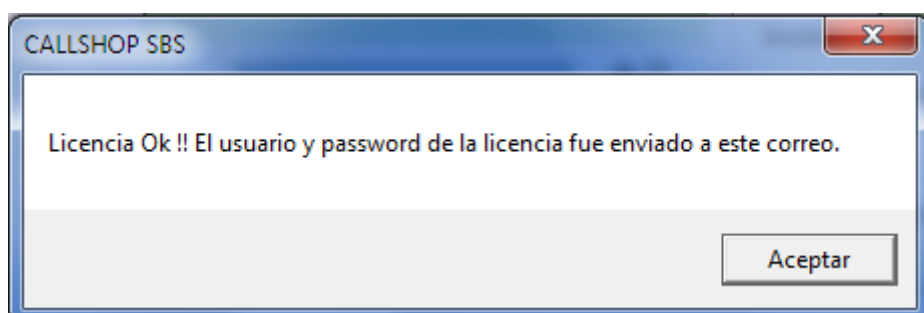 CALLSHOP SBS
Licencia Ok !! El usuario y password de la licencia fue enviado a este correo.
Aceptar